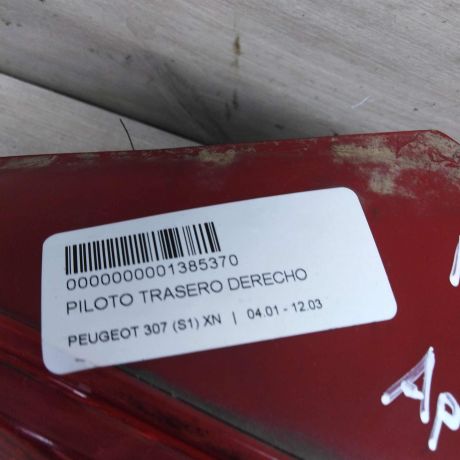 0000000001385370
PILOTO TRASERO DERECHO
PEUGEOT 307 (S1) XN | 04.01 - 12.03